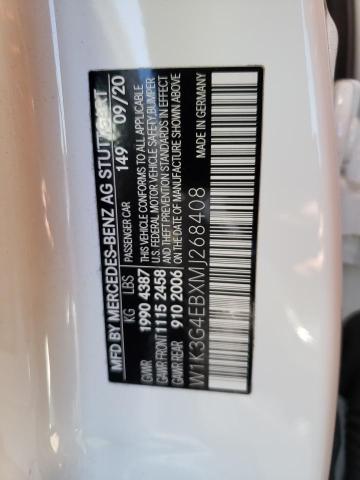 MFD BY MERCEDES-BENZ AG STUTTGART
PASSENGER CAR 149 09/20
KG LBS
GVWR 1990 4387
GAWR FRONT 1115 2458
GAWR REAR 910 2006
THIS VEHICLE CONFORMS TO ALL APPLICABLE
U.S. FEDERAL MOTOR VEHICLE SAFETY, BUMPER
AND THEFT PREVENTION STANDARDS IN EFFECT
ON THE DATE OF MANUFACTURE SHOWN ABOVE
W1K3G4EBXMJ268408
MADE IN GERMANY